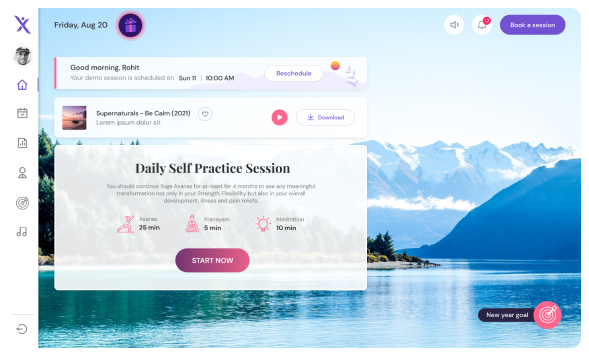 Friday, Aug 20
12
Book a session
Good morning, Rohit
Your demo session is scheduled on Sun 11 | 10:00 AM
Reschedule
Supernaturals - Be Calm (2021)
Lorem ipsum dolor sit
Download
Daily Self Practice Session
You should continue Yoga Asanas for at-least for 4 months to see any meaningful
transformation nor only in your Strength, Flexibility but also in your overall
development, illness and pain reliefs.
Asanas
25 min
Pranayam
5 min
Meditation
10 min
START NOW
New year goal